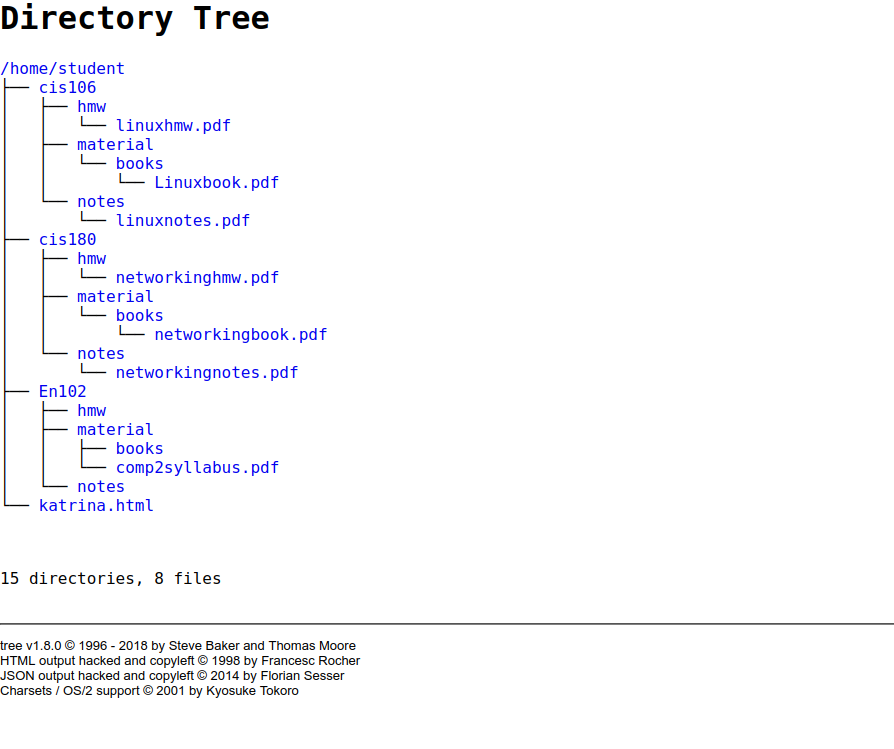 Directory Tree
/home/student
├── cis106
│   ├── hmw
│   │   └── linuxhmw.pdf
│   ├── material
│   │   └── books
│   │       └── Linuxbook.pdf
│   └── notes
│       └── linuxnotes.pdf
├── cis180
│   ├── hmw
│   │   └── networkinghmw.pdf
│   ├── material
│   │   └── books
│   │       └── networkingbook.pdf
│   └── notes
│       └── networkingnotes.pdf
├── En102
│   ├── hmw
│   ├── material
│   │   ├── books
│   │   └── comp2syllabus.pdf
│   └── notes
└── katrina.html
15 directories, 8 files
tree v1.8.0 © 1996 - 2018 by Steve Baker and Thomas Moore
HTML output hacked and copyleft © 1998 by Francesc Rocher
JSON output hacked and copyleft © 2014 by Florian Sesser
Charsets / OS/2 support © 2001 by Kyosuke Tokoro